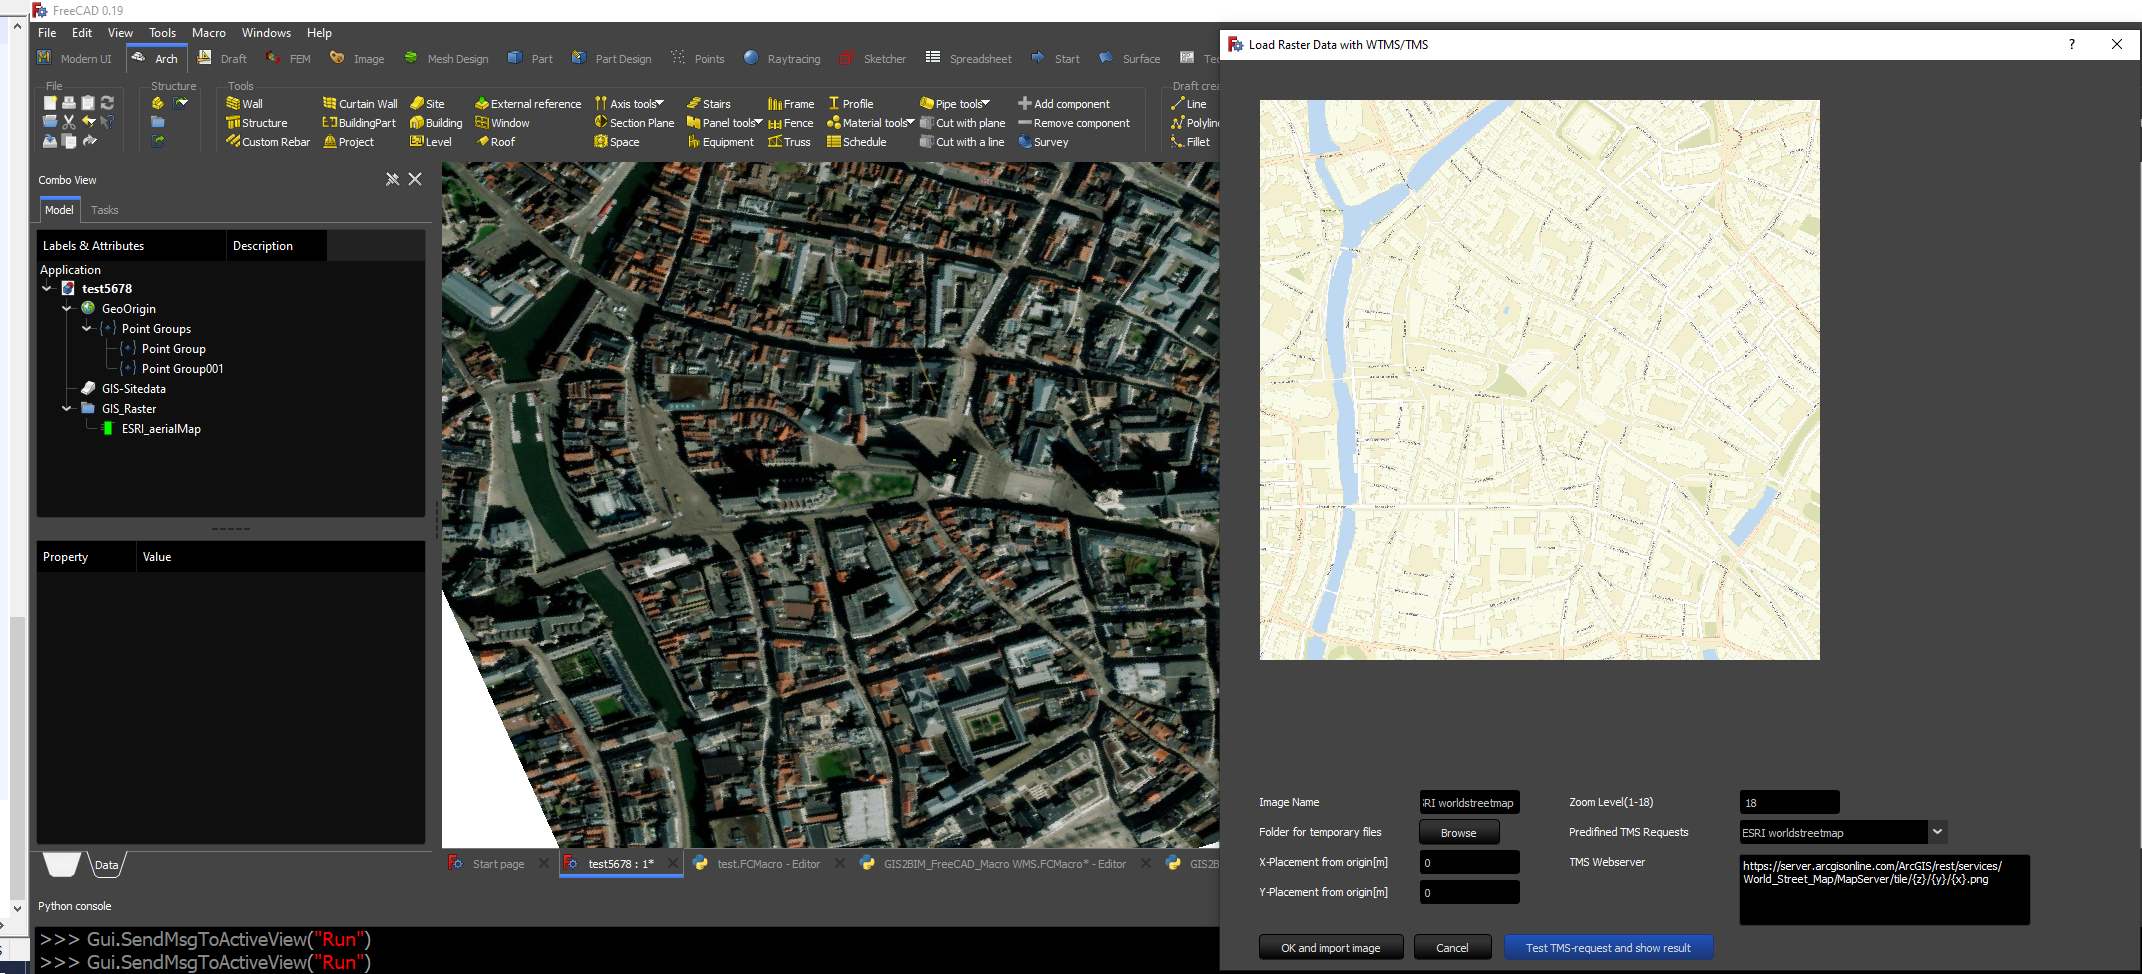 FreeCAD 0.19
File Edit View Tools Macro Windows Help
Modern UI Arch Draft FEM Image Mesh Design Part Part Design Points Raytracing Sketcher Spreadsheet Start Surface
File Structure Tools
Wall Curtain Wall Site External reference Axis tools Stairs Frame Profile Pipe tools Add component Line
Structure BuildingPart Building Window Section Plane Panel tools Fence Material tools Cut with plane Remove component Polyline
Custom Rebar Project Level Roof Space Equipment Truss Schedule Cut with a line Survey Fillet
Combo View
Model Tasks
Labels & Attributes Description
Application
test5678
GeoOrigin
Point Groups
Point Group
Point Group001
GIS-Sitedata
GIS_Raster
ESRI_aerialMap
Property Value
Data
Start page test5678 : 1* test.FCMacro - Editor GIS2BIM_FreeCAD_Macro WMS.FCMacro* - Editor GIS2B
Python console
>>> Gui.SendMsgToActiveView("Run")
>>> Gui.SendMsgToActiveView("Run")
Load Raster Data with WTMS/TMS
Image Name RI worldstreetmap Zoom Level(1-18) 18
Folder for temporary files Browse Predifined TMS Requests ESRI worldstreetmap
X-Placement from origin[m] 0 TMS Webserver https://server.arcgisonline.com/ArcGIS/rest/services/
World_Street_Map/MapServer/tile/{z}/{y}/{x}.png
Y-Placement from origin[m] 0
OK and import image Cancel Test TMS-request and show result